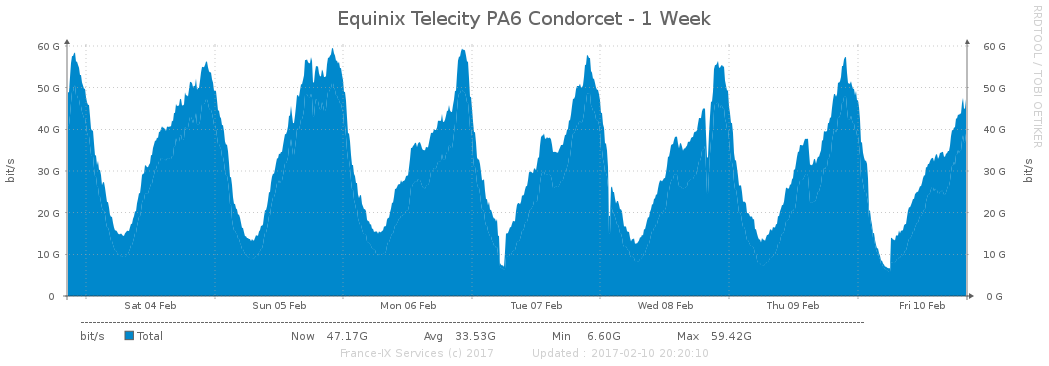 Equinix Telecity PA6 Condorcet - 1 Week
RRDTOOL / TOBI OETIKER
60 G 60 G
50 G 50 G
40 G 40 G
30 G 30 G
20 G 20 G
10 G 10 G
0 0 G
bit/s bit/s
Sat 04 Feb Sun 05 Feb Mon 06 Feb Tue 07 Feb Wed 08 Feb Thu 09 Feb Fri 10 Feb
bit/s Total Now 47.17G Avg 33.53G Min 6.60G Max 59.42G
France-IX Services (c) 2017 Updated : 2017-02-10 20:20:10